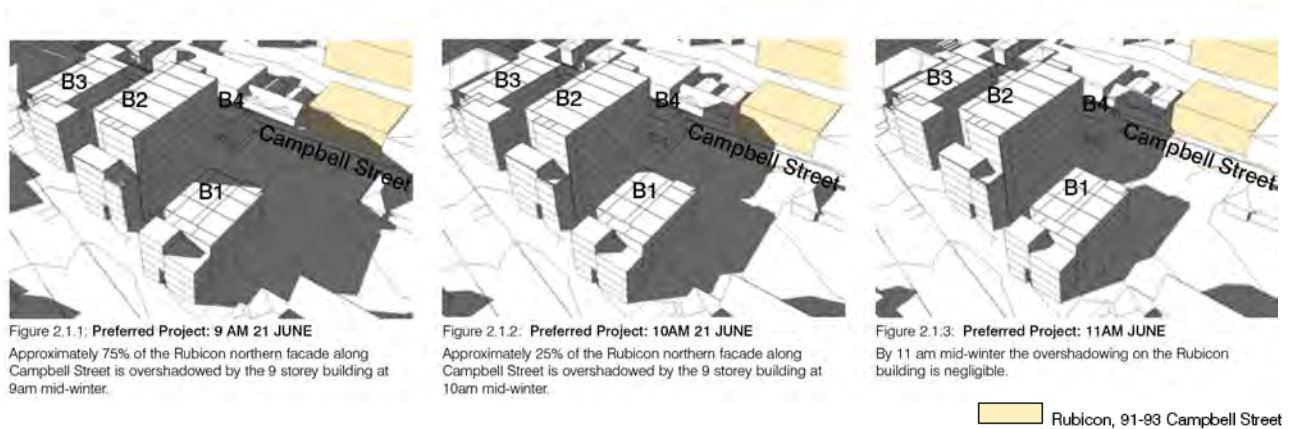 B3
B2
B4
Campbell Street
B1
Figure 2.1.1: Preferred Project: 9 AM 21 JUNE
Approximately 75% of the Rubicon northern facade along
Campbell Street is overshadowed by the 9 storey building at
9am mid-winter.
B3
B2
B4
Campbell Street
B1
Figure 2.1.2: Preferred Project: 10AM 21 JUNE
Approximately 25% of the Rubicon northern facade along
Campbell Street is overshadowed by the 9 storey building at
10am mid-winter.
B3
B2
B4
Campbell Street
B1
Figure 2.1.3: Preferred Project: 11AM JUNE
By 11 am mid-winter the overshadowing on the Rubicon
building is negligible.
Rubicon, 91-93 Campbell Street